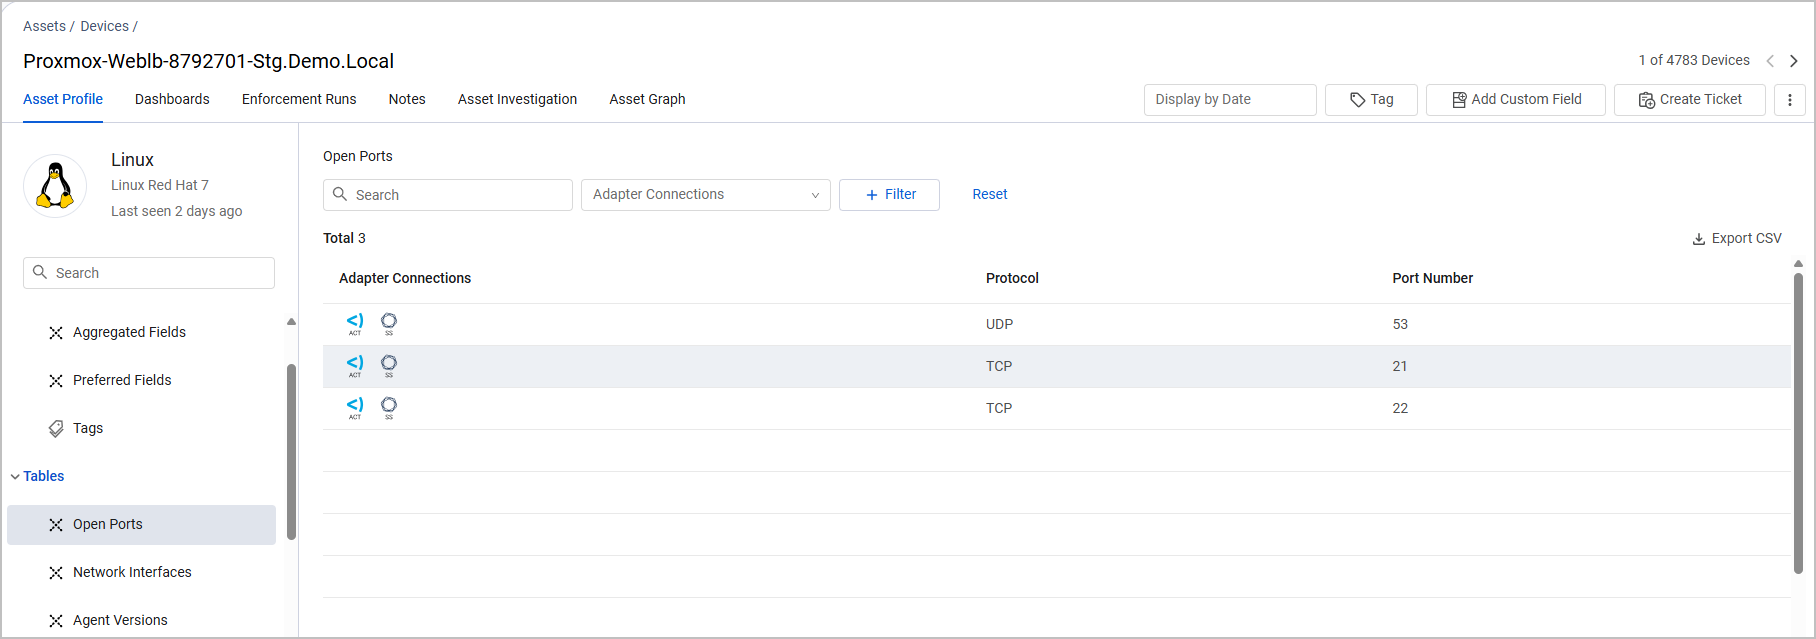 Assets / Devices /
Proxmox-Weblb-8792701-Stg.Demo.Local
1 of 4783 Devices
Asset Profile Dashboards Enforcement Runs Notes Asset Investigation Asset Graph
Display by Date Tag Add Custom Field Create Ticket
Linux
Linux Red Hat 7
Last seen 2 days ago
Search
Aggregated Fields
Preferred Fields
Tags
Tables
Open Ports
Network Interfaces
Agent Versions
Open Ports
Search Adapter Connections + Filter Reset
Total 3 Export CSV
Adapter Connections Protocol Port Number
ACT SS UDP 53
ACT SS TCP 21
ACT SS TCP 22